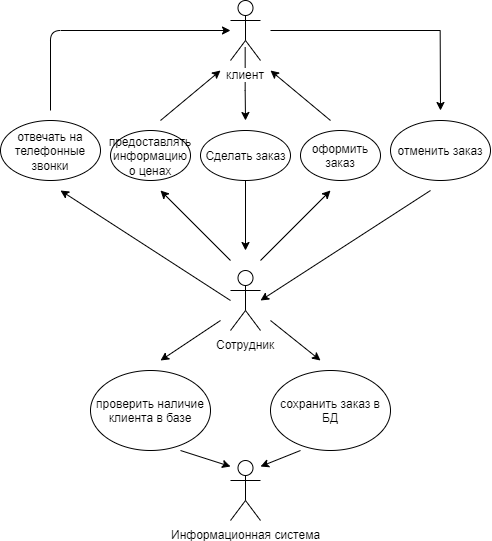 клиент
отвечать на
телефонные
звонки
предоставлять
информацию
о ценах
Сделать заказ
оформить
заказ
отменить заказ
Сотрудник
проверить наличие
клиента в базе
сохранить заказ в
БД
Информационная система